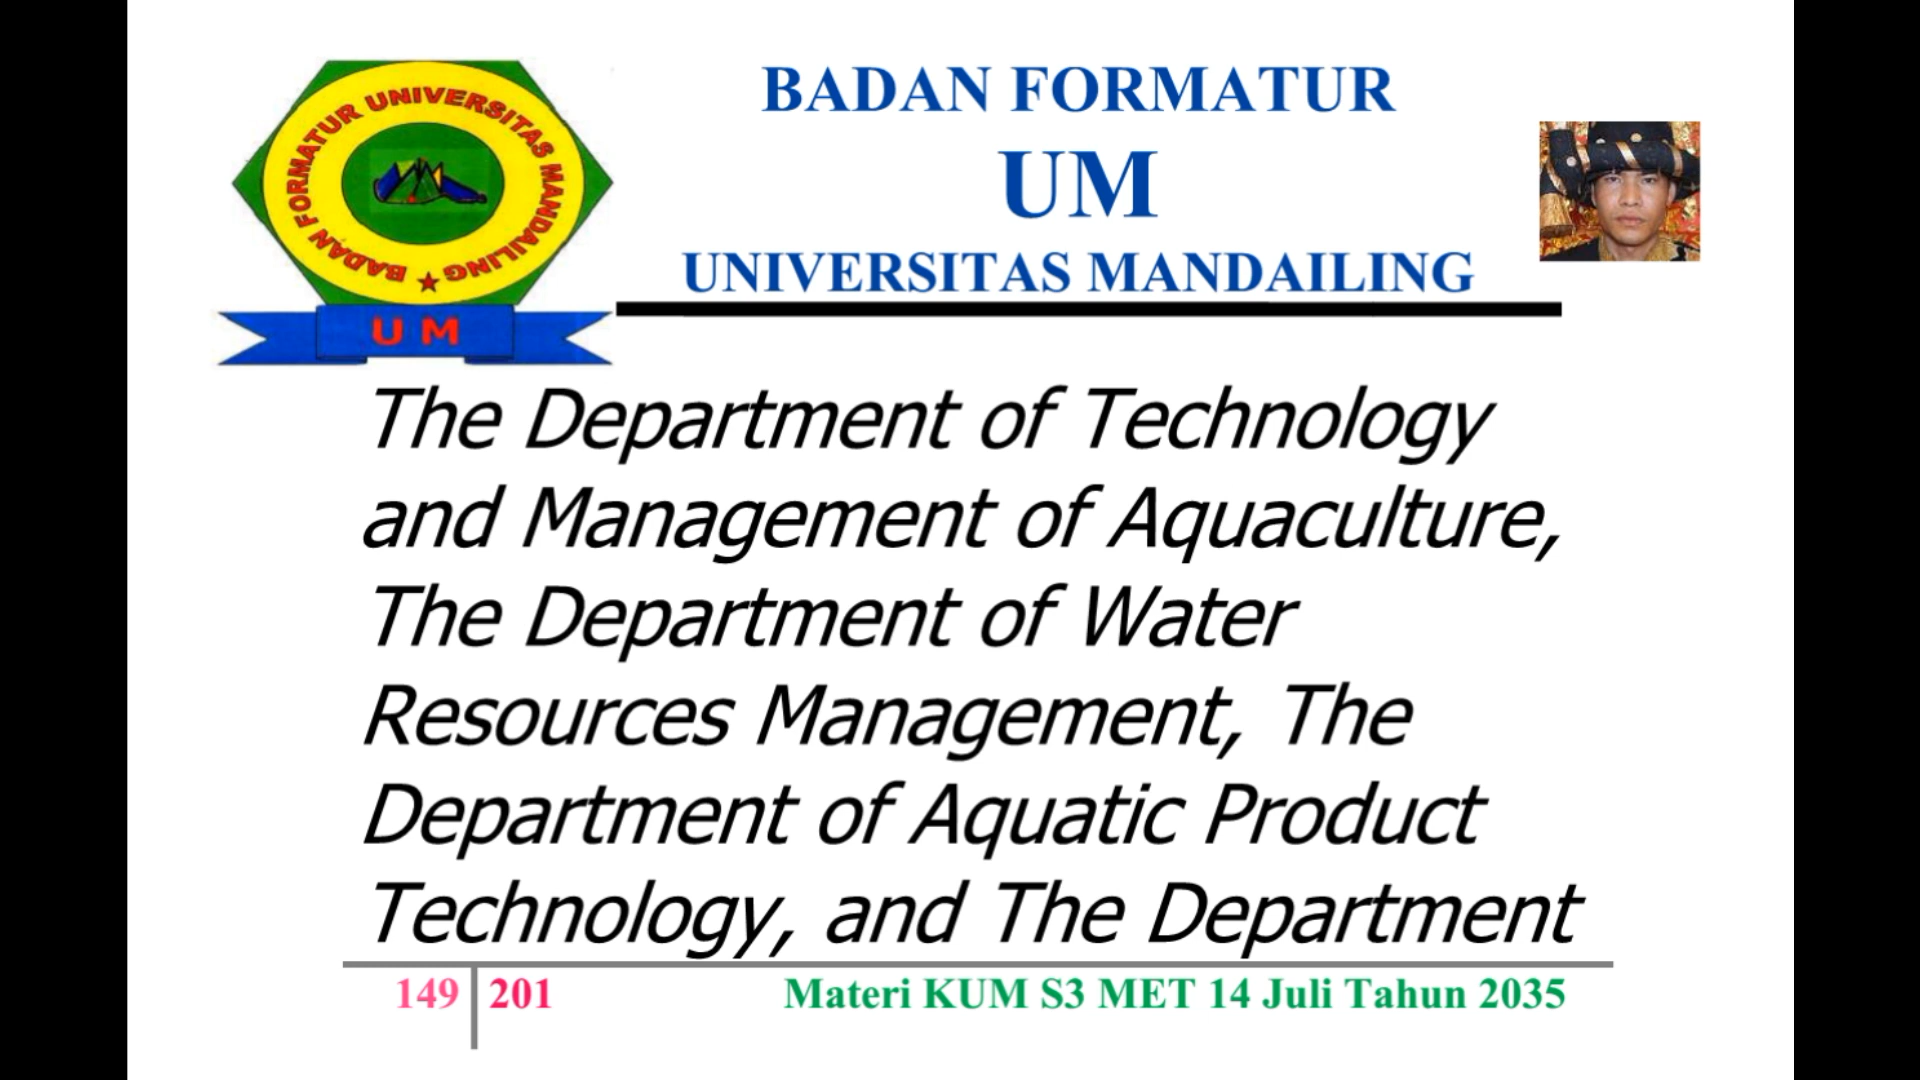 BADAN FORMATUR UNIVERSITAS MANDAILING
U M
BADAN FORMATUR
UM
UNIVERSITAS MANDAILING
The Department of Technology
and Management of Aquaculture,
The Department of Water
Resources Management, The
Department of Aquatic Product
Technology, and The Department
149 201 Materi KUM S3 MET 14 Juli Tahun 2035